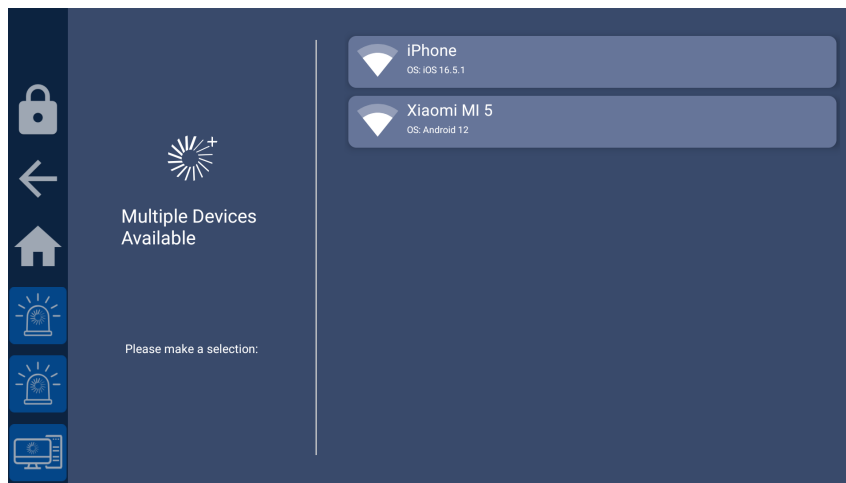 Multiple Devices
Available
Please make a selection:
iPhone
OS: iOS 16.5.1
Xiaomi MI 5
OS: Android 12